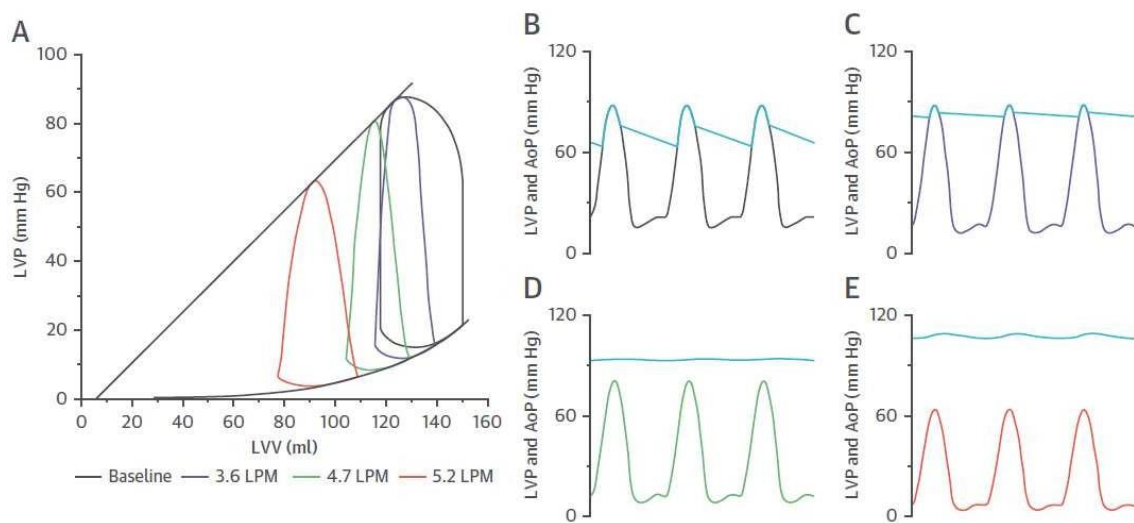 A
LVP (mm Hg)
100
80
60
40
20
0
0 20 40 60 80 100 120 140 160
LVV (ml)
Baseline 3.6 LPM 4.7 LPM 5.2 LPM
B
LVP and AoP (mm Hg)
120
60
0
C
LVP and AoP (mm Hg)
120
60
0
D
LVP and AoP (mm Hg)
120
60
0
E
LVP and AoP (mm Hg)
120
60
0